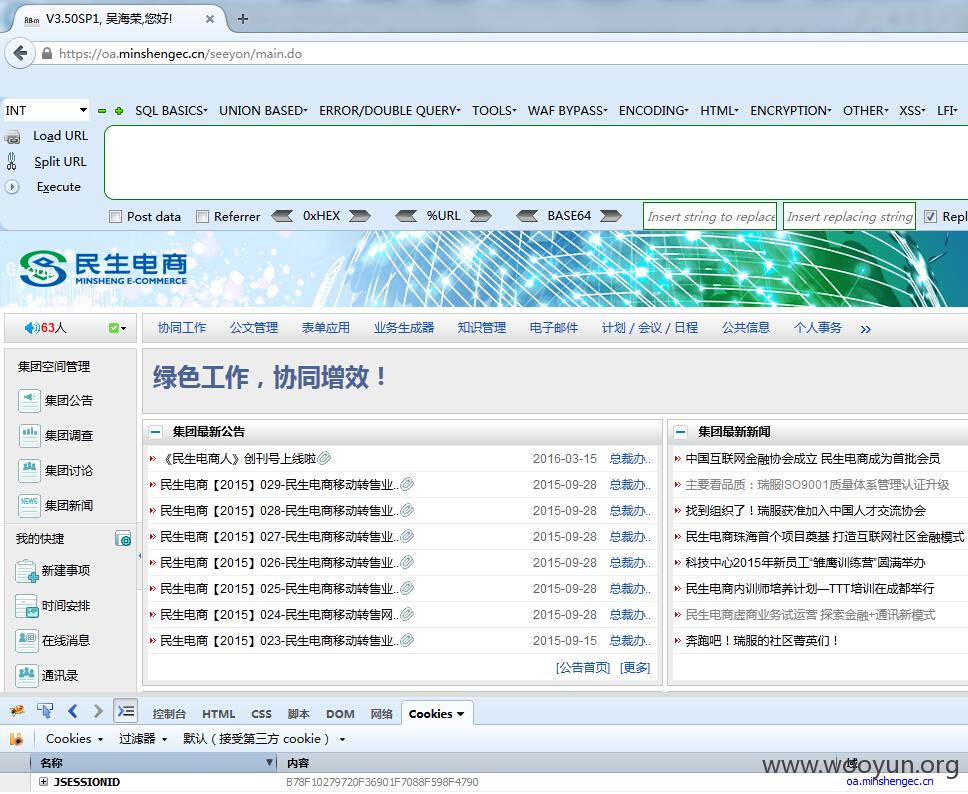 V3.50SP1, 吴海荣,您好!
https://oa.minshengec.cn/seeyon/main.do
INT
SQL BASICS UNION BASED ERROR/DOUBLE QUERY TOOLS WAF BYPASS ENCODING HTML ENCRYPTION OTHER XSS LFI
Load URL
Split URL
Execute
Post data Referrer 0xHEX %URL BASE64 Insert string to replace Insert replacing string Repl
民生电商
MINSHENG E-COMMERCE
63人
协同工作 公文管理 表单应用 业务生成器 知识管理 电子邮件 计划 / 会议 / 日程 公共信息 个人事务 »
集团空间管理
集团公告
集团调查
集团讨论
集团新闻
我的快捷
新建事项
时间安排
在线消息
通讯录
绿色工作，协同增效！
集团最新公告
《民生电商人》创刊号上线啦 2016-03-15 总裁办..
民生电商【2015】029-民生电商移动转售业.. 2015-09-28 总裁办..
民生电商【2015】028-民生电商移动转售业.. 2015-09-28 总裁办..
民生电商【2015】027-民生电商移动转售业.. 2015-09-28 总裁办..
民生电商【2015】026-民生电商移动转售业.. 2015-09-28 总裁办..
民生电商【2015】025-民生电商移动转售业.. 2015-09-28 总裁办..
民生电商【2015】024-民生电商移动转售网.. 2015-09-28 总裁办..
民生电商【2015】023-民生电商移动转售业.. 2015-09-15 总裁办..
[公告首页] [更多]
集团最新新闻
中国互联网金融协会成立 民生电商成为首批会员
主要看品质：瑞服ISO9001质量体系管理认证升级
找到组织了！瑞服获准加入中国人才交流协会
民生电商珠海首个项目奠基 打造互联网社区金融模式
科技中心2015年新员工“雏鹰训练营”圆满举办
民生电商内训师培养计划—TTT培训在成都举行
民生电商虚商业务试运营 探索金融+通讯新模式
奔跑吧！瑞服的社区菁英们！
控制台 HTML CSS 脚本 DOM 网络 Cookies
Cookies 过滤器 默认（接受第三方 cookie）
名称 内容 域
JSESSIONID B78F10279720F36901F7088F598F4790 oa.minshengec.cn
www.wooyun.org